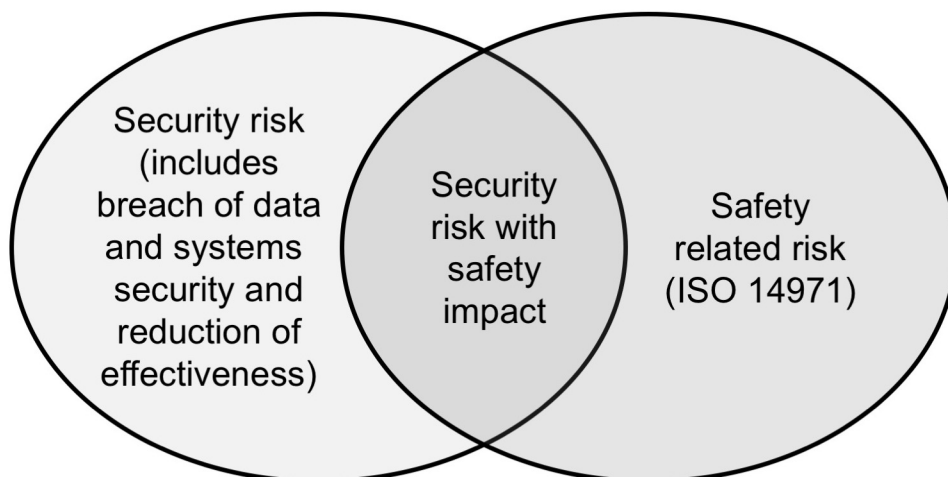 Security risk
(includes
breach of data
and systems
security and
reduction of
effectiveness)
Security
risk with
safety
impact
Safety
related risk
(ISO 14971)